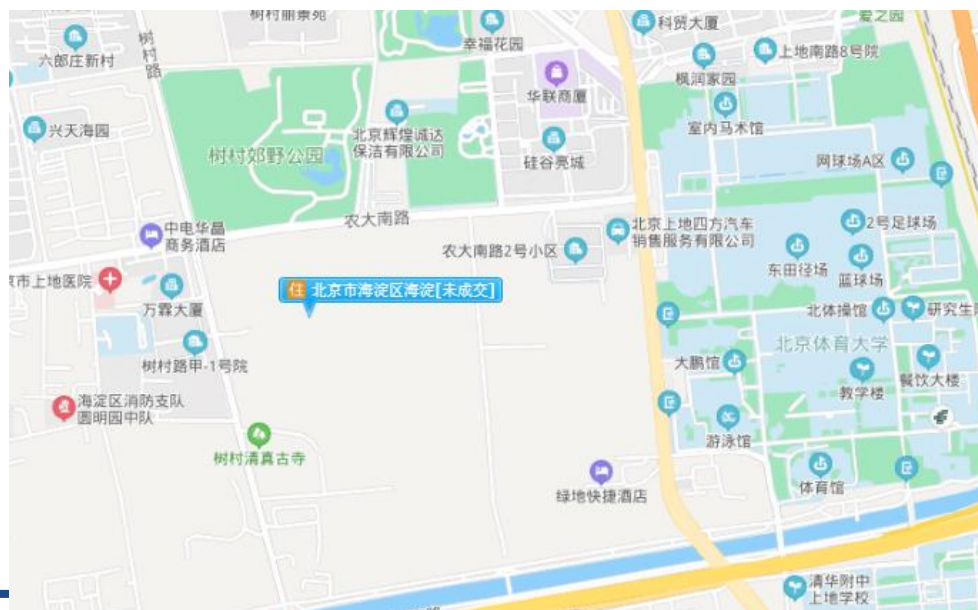 树村丽景苑
科贸大厦
爱之园
六郎庄新村
树村路
幸福花园
枫润家园
上地南路8号院
华联商厦
兴天海园
北京辉煌诚达
保洁有限公司
室内马术馆
树村郊野公园
硅谷亮城
网球场A区
中电华晶
商务酒店
农大南路
北京上地四方汽车
销售服务有限公司
2号足球场
农大南路2号小区
东田径场
篮球场
京市上地医院
住 北京市海淀区海淀[未成交]
万霖大厦
北体操馆
研究生
树村路甲-1号院
北京体育大学
大鹏馆
教学楼
餐饮大楼
海淀区消防支队
圆明园中队
游泳馆
树村清真古寺
绿地快捷酒店
体育馆
清华附中
上地学校
路